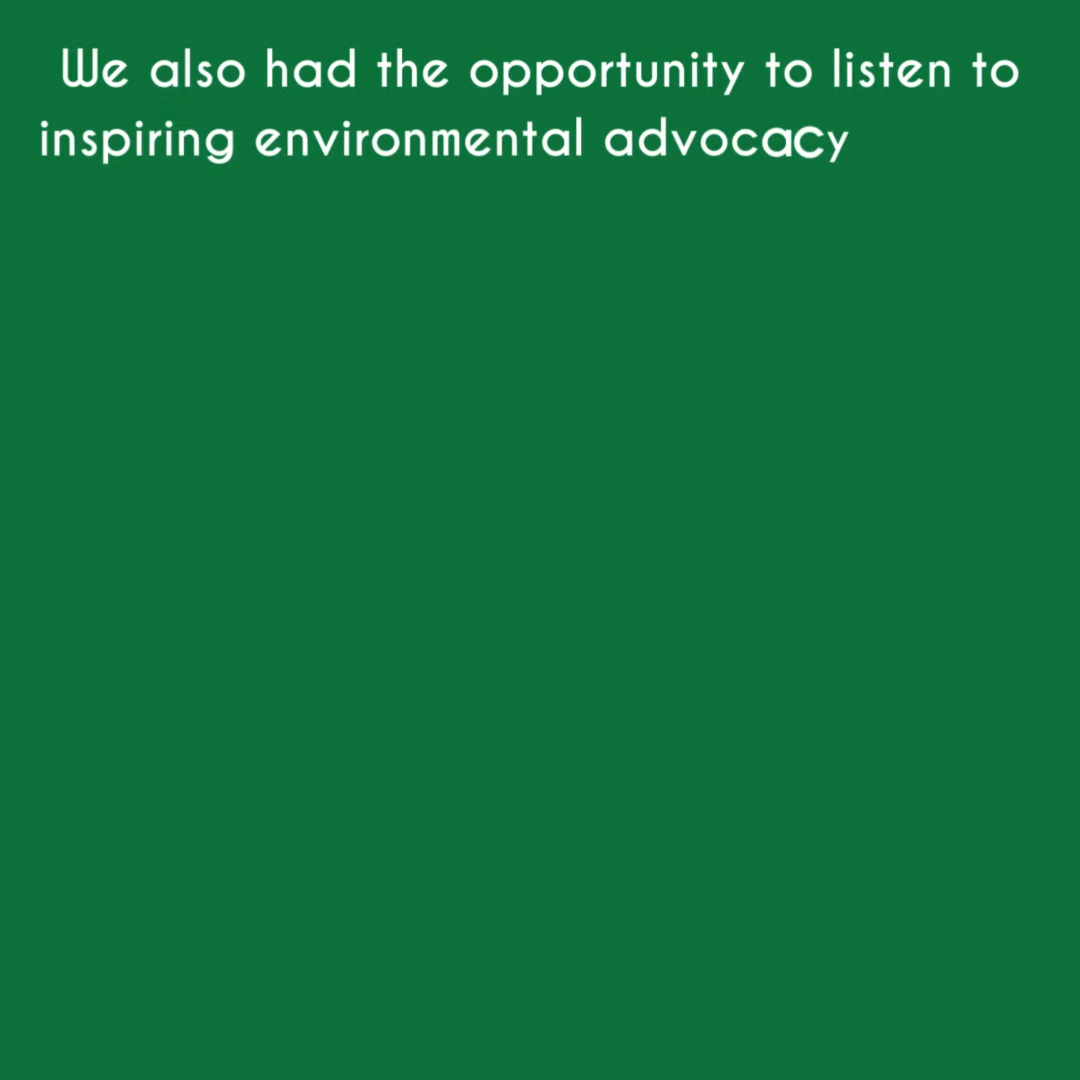 We also had the opportunity to listen to
inspiring environmental advocacy